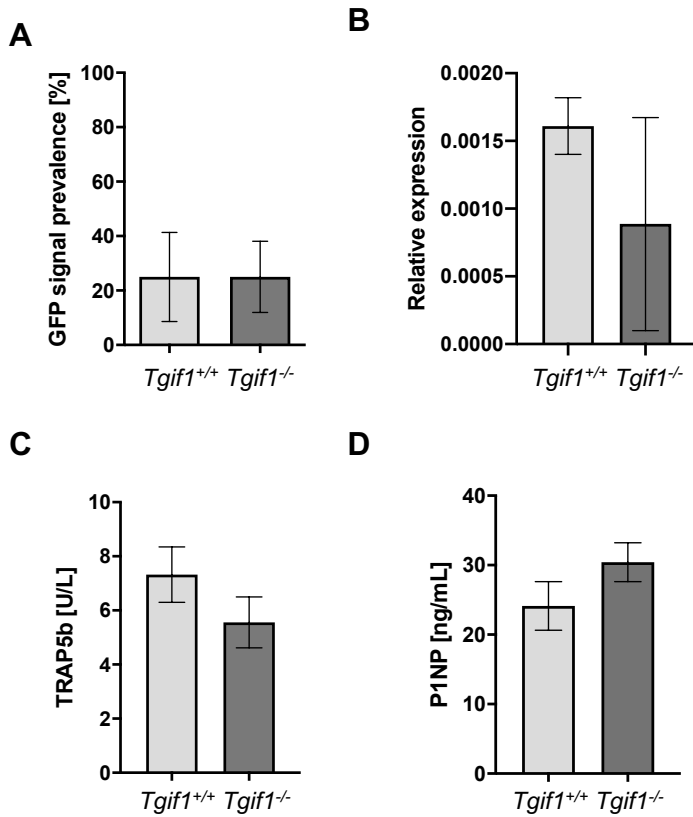 A
GFP signal prevalence [%]
100
80
60
40
20
0
Tgif1+/+ Tgif1-/-
B
Relative expression
0.0020
0.0015
0.0010
0.0005
0.0000
Tgif1+/+ Tgif1-/-
C
TRAP5b [U/L]
10
8
6
4
2
0
Tgif1+/+ Tgif1-/-
D
P1NP [ng/mL]
40
30
20
10
0
Tgif1+/+ Tgif1-/-